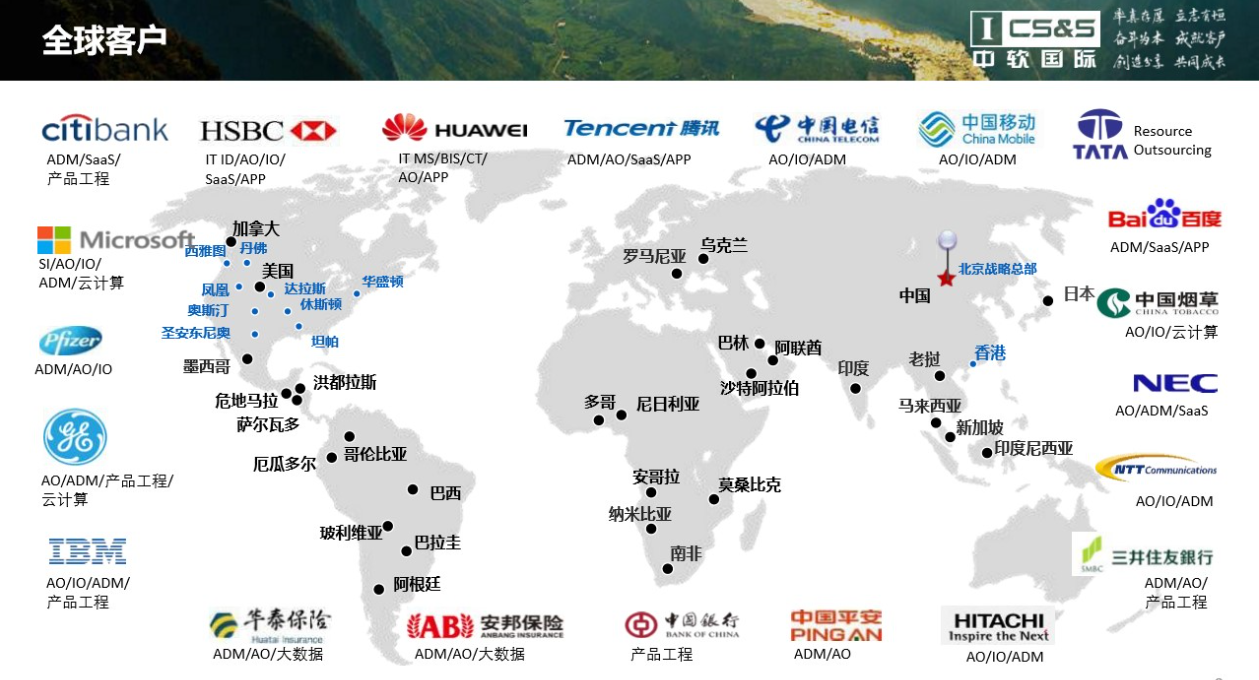 全球客户
I CS&S
中软国际
率真存厚 立志有恒
奋斗为本 成就客户
创造分享 共同成长
citibank
ADM/SaaS/
产品工程
HSBC
IT ID/AO/IO/
SaaS/APP
HUAWEI
IT MS/BIS/CT/
AO/APP
Tencent 腾讯
ADM/AO/SaaS/APP
中国电信
CHINA TELECOM
AO/IO/ADM
中国移动
China Mobile
AO/IO/ADM
TATA
Resource
Outsourcing
Microsoft
SI/AO/IO/
ADM/云计算
Pfizer
ADM/AO/IO
GE
AO/ADM/产品工程/
云计算
IBM
AO/IO/ADM/
产品工程
加拿大
西雅图
丹佛
美国
凤凰
达拉斯
华盛顿
奥斯汀
休斯顿
圣安东尼奥
坦帕
墨西哥
洪都拉斯
危地马拉
萨尔瓦多
哥伦比亚
厄瓜多尔
巴西
玻利维亚
巴拉圭
阿根廷
罗马尼亚
乌克兰
巴林
阿联酋
沙特阿拉伯
多哥
尼日利亚
安哥拉
莫桑比克
纳米比亚
南非
北京战略总部
中国
日本
印度
老挝
香港
马来西亚
新加坡
印度尼西亚
Bai du 百度
ADM/SaaS/APP
中国烟草
CHINA TOBACCO
AO/IO/云计算
NEC
AO/ADM/SaaS
NTT Communications
AO/IO/ADM
SMBC
三井住友銀行
ADM/AO/
产品工程
华泰保险
Huatai Insurance
ADM/AO/大数据
AB
安邦保险
ANBANG INSURANCE
ADM/AO/大数据
中国银行
BANK OF CHINA
产品工程
中国平安
PING AN
ADM/AO
HITACHI
Inspire the Next
AO/IO/ADM